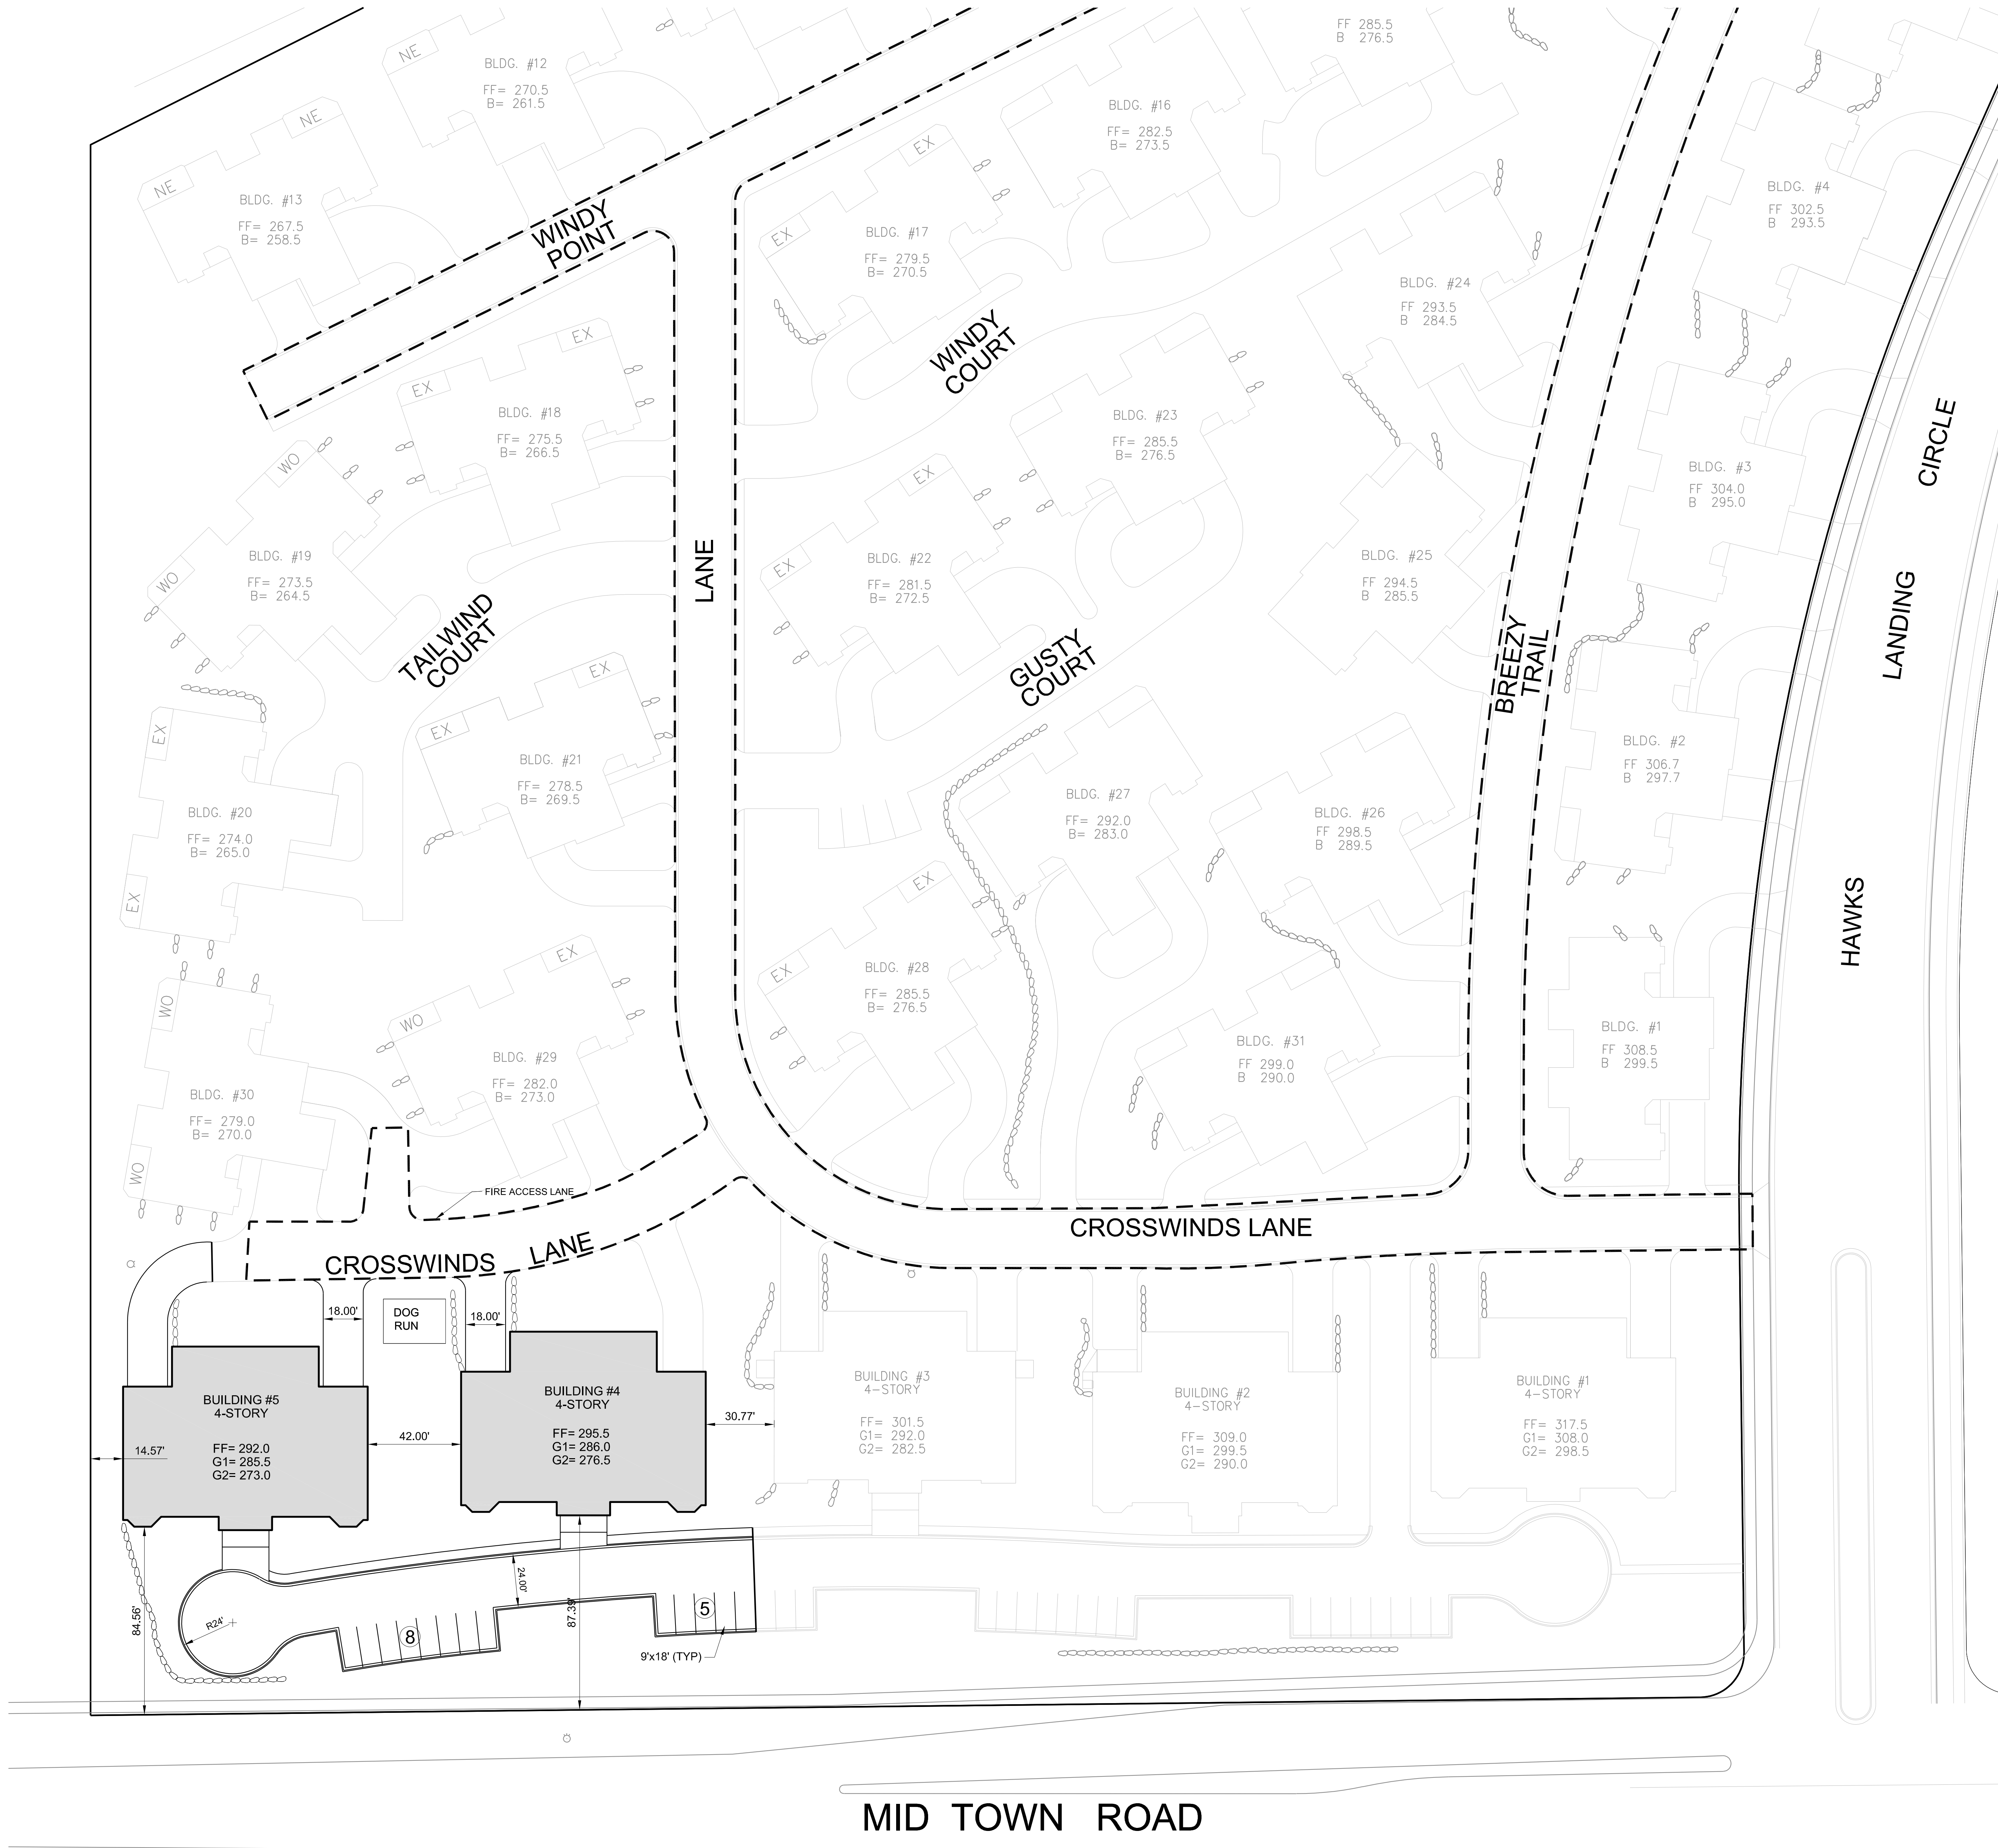 FF 285.5
B 276.5
NE
BLDG. #12
FF= 270.5
B= 261.5
NE
NE
BLDG. #13
FF= 267.5
B= 258.5
BLDG. #16
FF= 282.5
B= 273.5
EX
EX
BLDG. #17
FF= 279.5
B= 270.5
BLDG. #4
FF 302.5
B 293.5
WINDY
POINT
BLDG. #24
FF 293.5
B 284.5
WINDY
COURT
EX
EX
BLDG. #18
FF= 275.5
B= 266.5
BLDG. #23
FF= 285.5
B= 276.5
BLDG. #3
FF 304.0
B 295.0
HAWKS LANDING CIRCLE
WO
WO
BLDG. #19
FF= 273.5
B= 264.5
LANE
EX
EX
BLDG. #22
FF= 281.5
B= 272.5
BLDG. #25
FF 294.5
B 285.5
TAILWIND
COURT
GUSTY
COURT
BREEZY
TRAIL
EX
EX
BLDG. #21
FF= 278.5
B= 269.5
BLDG. #2
FF 306.7
B 297.7
EX
EX
BLDG. #20
FF= 274.0
B= 265.0
BLDG. #27
FF= 292.0
B= 283.0
BLDG. #26
FF 298.5
B 289.5
EX
EX
BLDG. #28
FF= 285.5
B= 276.5
EX
WO
BLDG. #29
FF= 282.0
B= 273.0
BLDG. #31
FF 299.0
B 290.0
BLDG. #1
FF 308.5
B 299.5
WO
WO
BLDG. #30
FF= 279.0
B= 270.0
FIRE ACCESS LANE
CROSSWINDS LANE
CROSSWINDS LANE
18.00'
DOG
RUN
18.00'
BUILDING #5
4-STORY
FF= 292.0
G1= 285.5
G2= 273.0
14.57'
42.00'
BUILDING #4
4-STORY
FF= 295.5
G1= 286.0
G2= 276.5
30.77'
BUILDING #3
4-STORY
FF= 301.5
G1= 292.0
G2= 282.5
BUILDING #2
4-STORY
FF= 309.0
G1= 299.5
G2= 290.0
BUILDING #1
4-STORY
FF= 317.5
G1= 308.0
G2= 298.5
84.56'
R24'
24.00'
87.39'
8
5
9'x18' (TYP)
MID TOWN ROAD